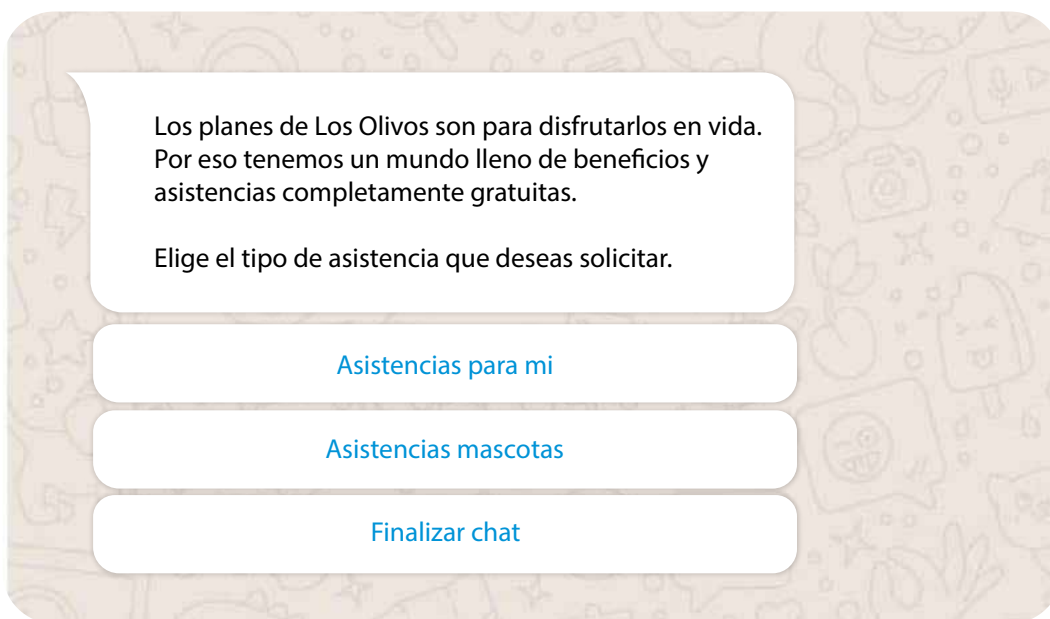 Los planes de Los Olivos son para disfrutarlos en vida.
Por eso tenemos un mundo lleno de beneficios y
asistencias completamente gratuitas.
Elige el tipo de asistencia que deseas solicitar.
Asistencias para mi
Asistencias mascotas
Finalizar chat